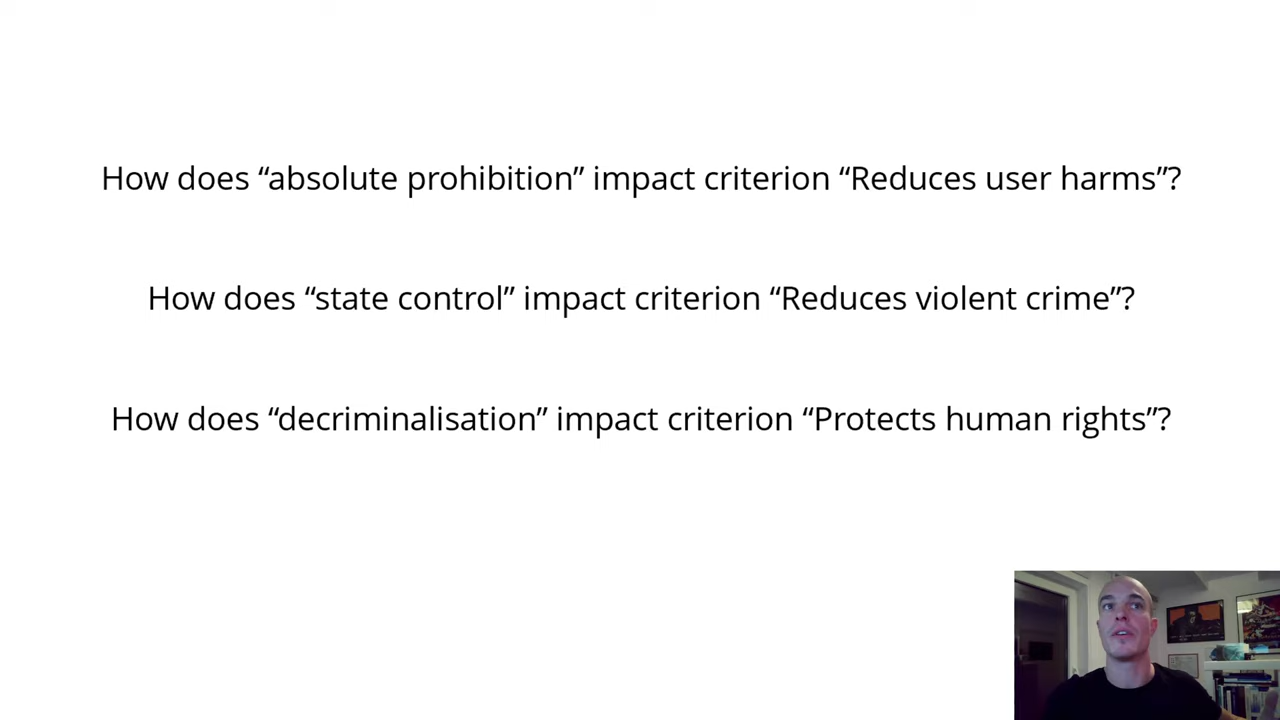 How does “absolute prohibition” impact criterion “Reduces user harms”?
How does “state control” impact criterion “Reduces violent crime”?
How does “decriminalisation” impact criterion “Protects human rights”?